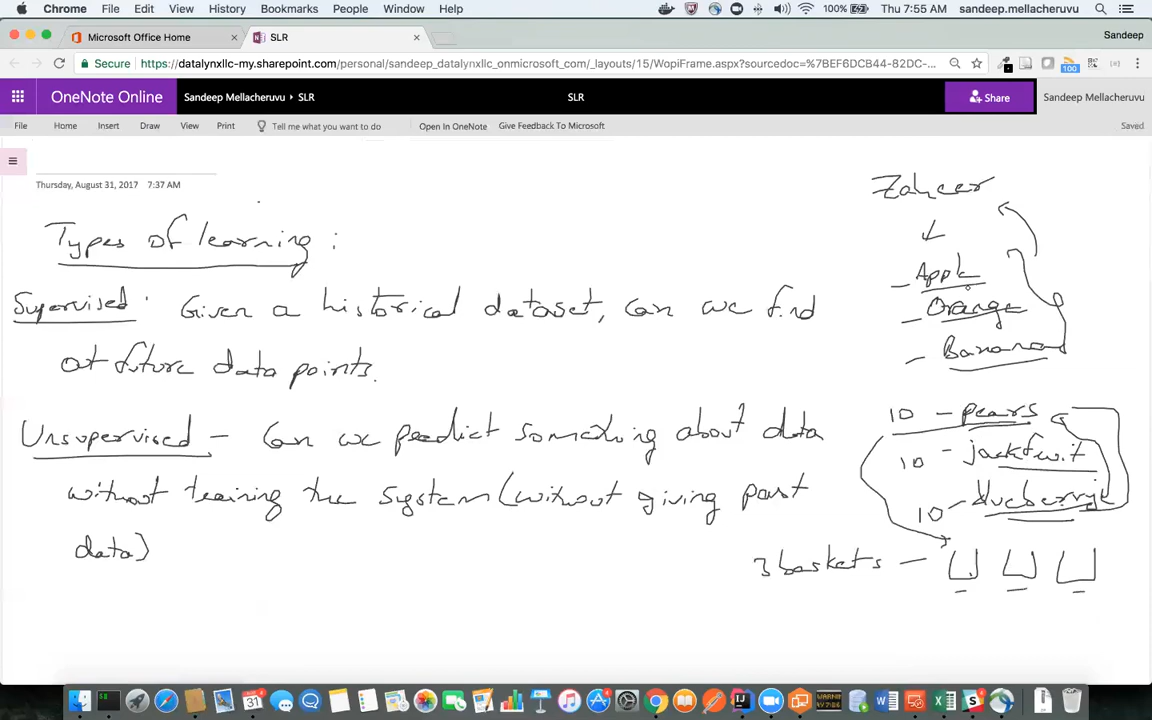 Chrome File Edit View History Bookmarks People Window Help 100% Thu 7:55 AM sandeep.mellacheruvu
Microsoft Office Home × SLR × Sandeep
Secure https://datalynxllc-my.sharepoint.com/personal/sandeep_datalynxllc_onmicrosoft_com/_layouts/15/WopiFrame.aspx?sourcedoc=%7BEF6DCB44-82DC-... 100
OneNote Online Sandeep Mellacheruvu ▸ SLR SLR Share Sandeep Mellacheruvu
File Home Insert Draw View Print Tell me what you want to do Open In OneNote Give Feedback To Microsoft Saved
Thursday, August 31, 2017 7:37 AM
Types of learning :
Supervised : Given a historical dataset, can we find
at future data points.
Unsupervised – Can we predict something about data
without training the system (without giving past
data)
Zaheer
– Apple
– Orange
– Banana
10 – pears
10 – jackfruit
10 – blueberry
3 baskets –
31